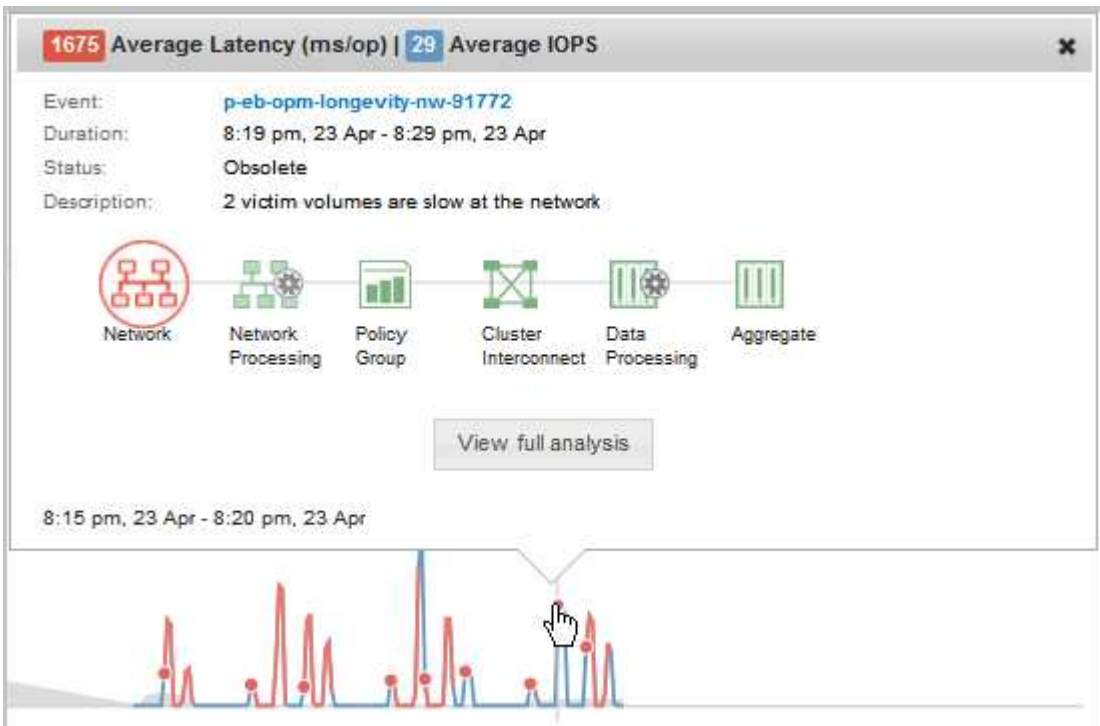 1675 Average Latency (ms/op) | 29 Average IOPS
Event: p-eb-opm-longevity-nw-91772
Duration: 8:19 pm, 23 Apr - 8:29 pm, 23 Apr
Status: Obsolete
Description: 2 victim volumes are slow at the network
Network Network Policy Cluster Data Aggregate
Processing Group Interconnect Processing
View full analysis
8:15 pm, 23 Apr - 8:20 pm, 23 Apr